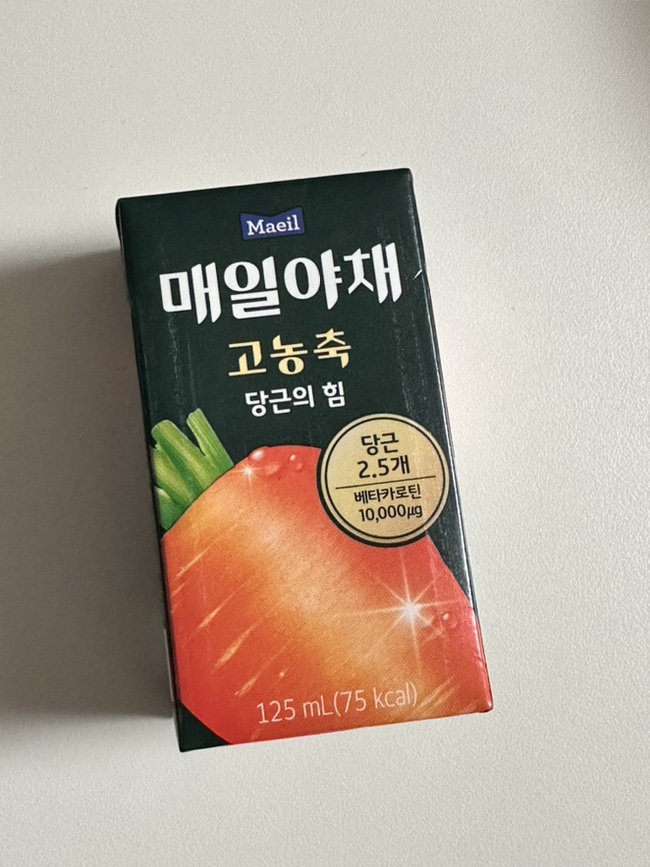 Maeil
매일야채
고농축
당근의 힘
당근
2.5개
베타카로틴
10,000㎍
125 mL(75 kcal)